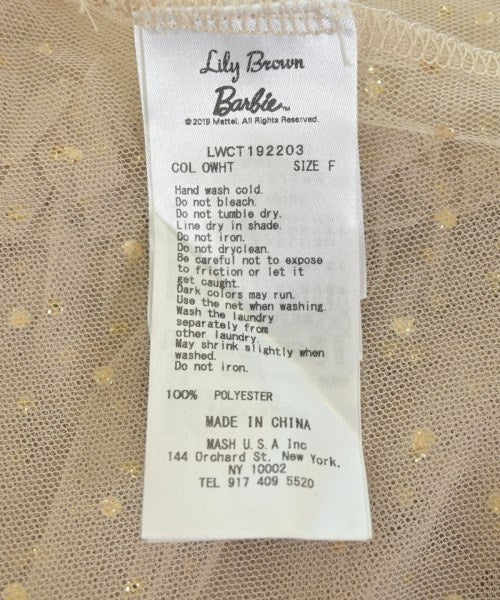 Lily Brown
Barbie™
©2019 Mattel. All Rights Reserved.
LWCT192203
COL OWHT SIZE F
Hand wash cold.
Do not bleach.
Do not tumble dry.
Line dry in shade.
Do not iron.
Do not dryclean.
Be careful not to expose
to friction or let it
get caught.
Dark colors may run.
Use the net when washing.
Wash the laundry
separately from
other laundry.
May shrink slightly when
washed.
Do not iron.
100% POLYESTER
MADE IN CHINA
MASH U.S.A Inc
144 Orchard St. New York,
NY 10002
TEL 917 409 5520